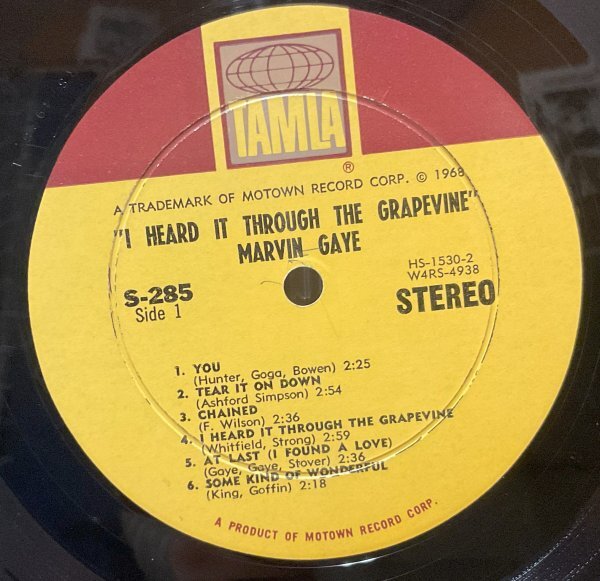 TAMLA
®
A TRADEMARK OF MOTOWN RECORD CORP. © 1968
"I HEARD IT THROUGH THE GRAPEVINE"
MARVIN GAYE
HS-1530-2
W4RS-4938
S-285
STEREO
Side 1
1. YOU
(Hunter, Goga, Bowen) 2:25
2. TEAR IT ON DOWN
(Ashford Simpson) 2:54
3. CHAINED
(F. Wilson) 2:36
4. I HEARD IT THROUGH THE GRAPEVINE
(Whitfield, Strong) 2:59
5. AT LAST (I FOUND A LOVE)
(Gaye, Gaye, Stover) 2:36
6. SOME KIND OF WONDERFUL
(King, Goffin) 2:18
A PRODUCT OF MOTOWN RECORD CORP.